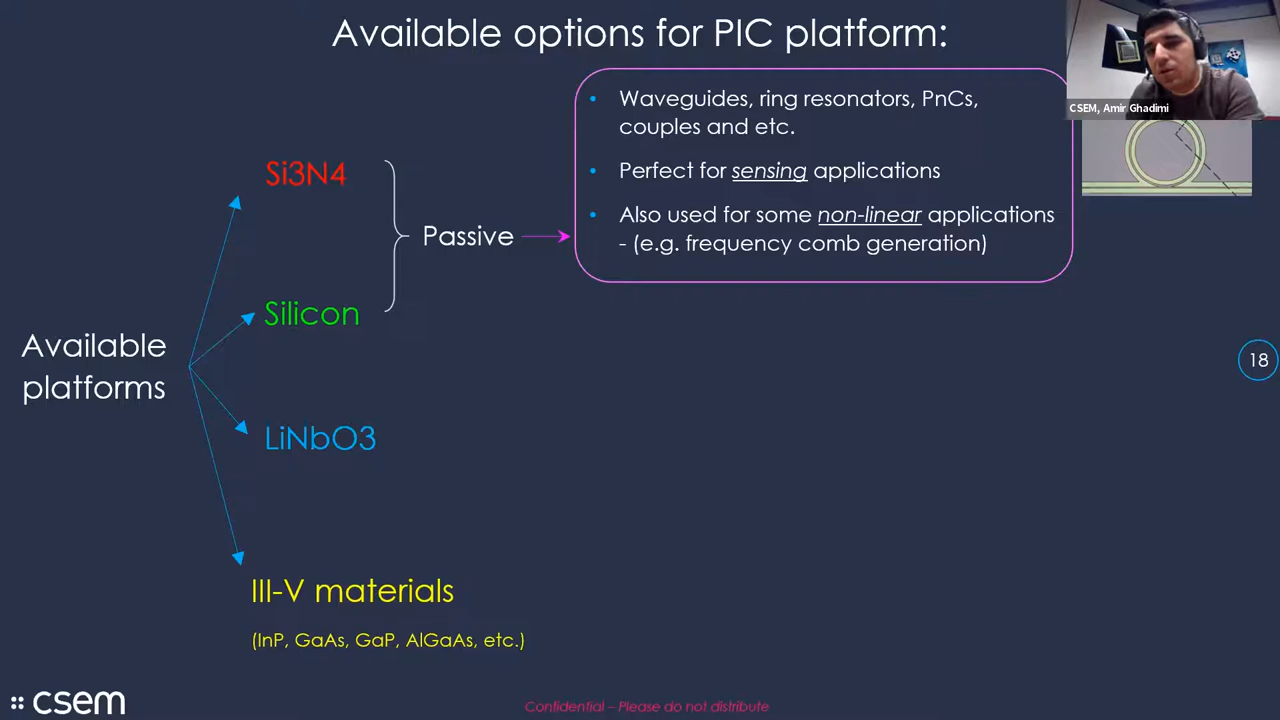 Available options for PIC platform:
CSEM, Amir Ghadimi
• Waveguides, ring resonators, PnCs,
couples and etc.
• Perfect for sensing applications
• Also used for some non-linear applications
- (e.g. frequency comb generation)
Si3N4
Passive
Silicon
Available
platforms
18
LiNbO3
III-V materials
(InP, GaAs, GaP, AlGaAs, etc.)
csem
Confidential – Please do not distribute